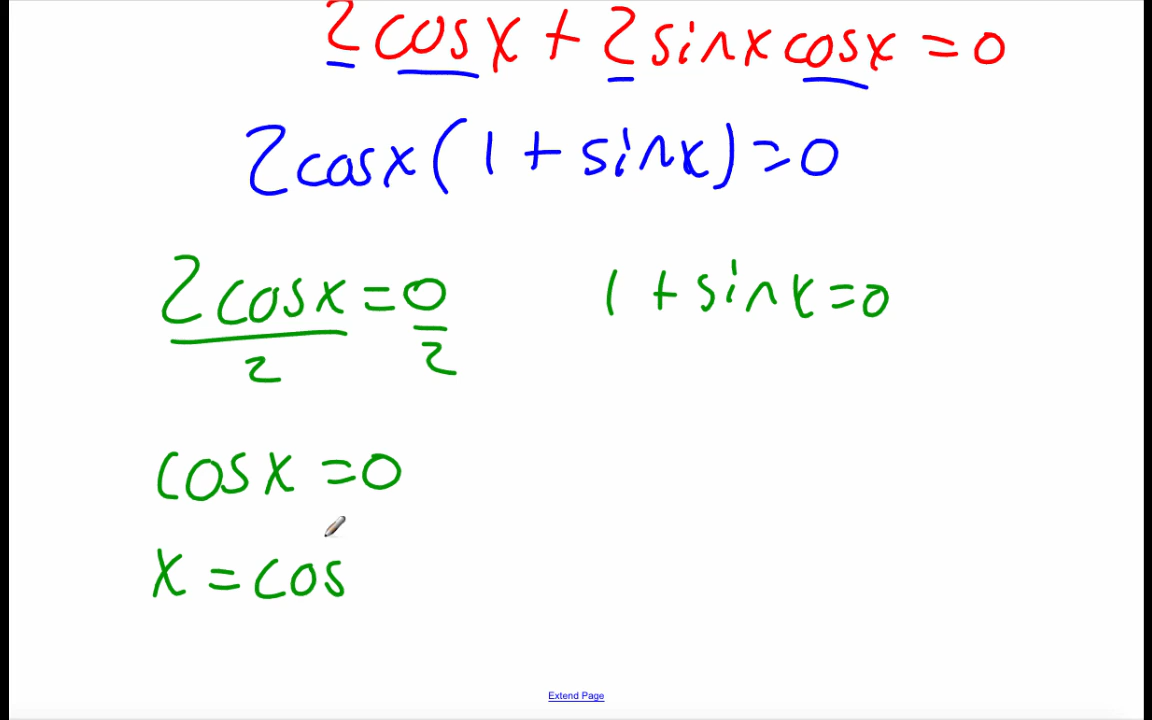 2cosx + 2sinxcosx = 0
2cosx(1 + sinx) = 0
2cosx = 0 1 + sinx = 0
2 2
cosx = 0
x = cos
Extend Page